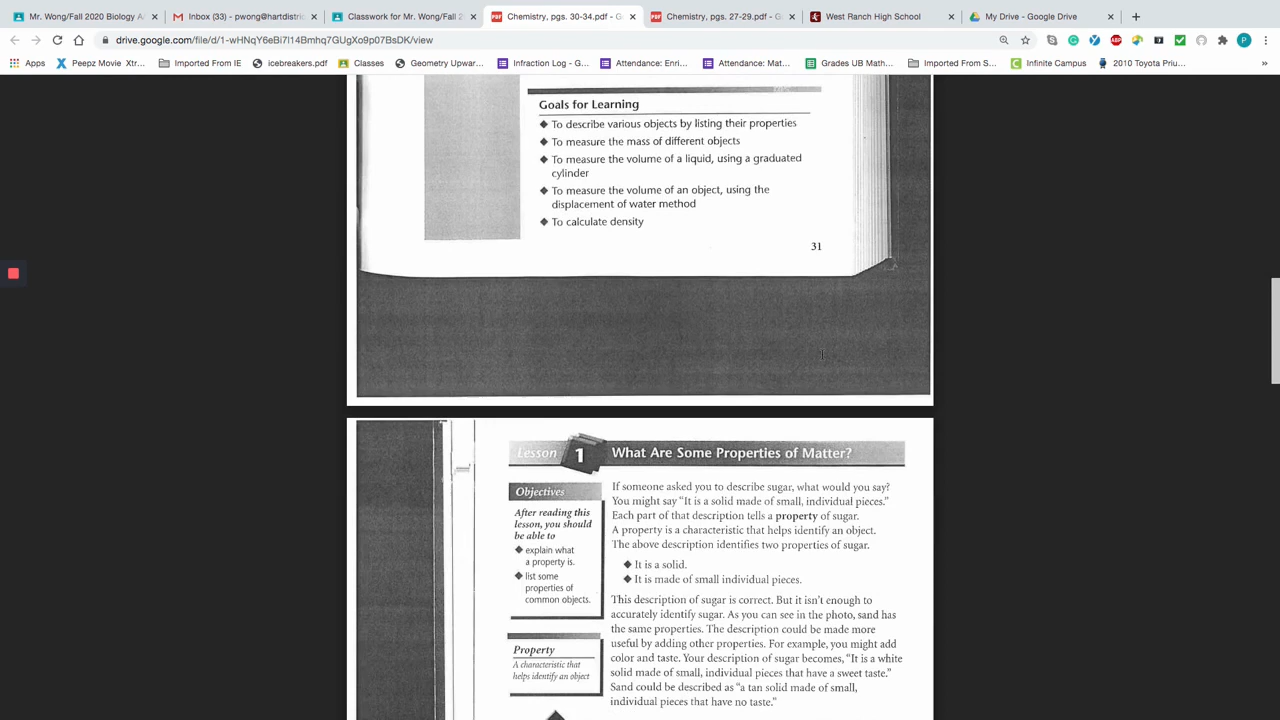 Mr. Wong/Fall 2020 Biology A
Inbox (33) - pwong@hartdistric
Classwork for Mr. Wong/Fall 2
Chemistry, pgs. 30-34.pdf - G
Chemistry, pgs. 27-29.pdf - G
West Ranch High School
My Drive - Google Drive
drive.google.com/file/d/1-wHNqY6eBi7l14Bmhq7GUgXo9p07BsDK/view
Apps
Peepz Movie Xtr...
Imported From IE
icebreakers.pdf
Classes
Geometry Upwar...
Infraction Log - G...
Attendance: Enri...
Attendance: Mat...
Grades UB Math...
Imported From S...
Infinite Campus
2010 Toyota Priu...
Goals for Learning
◆ To describe various objects by listing their properties
◆ To measure the mass of different objects
◆ To measure the volume of a liquid, using a graduated
cylinder
◆ To measure the volume of an object, using the
displacement of water method
◆ To calculate density
31
Lesson 1 What Are Some Properties of Matter?
Objectives
After reading this
lesson, you should
be able to
◆ explain what
a property is.
◆ list some
properties of
common objects.
Property
A characteristic that
helps identify an object
If someone asked you to describe sugar, what would you say?
You might say "It is a solid made of small, individual pieces."
Each part of that description tells a property of sugar.
A property is a characteristic that helps identify an object.
The above description identifies two properties of sugar.
◆ It is a solid.
◆ It is made of small individual pieces.
This description of sugar is correct. But it isn't enough to
accurately identify sugar. As you can see in the photo, sand has
the same properties. The description could be made more
useful by adding other properties. For example, you might add
color and taste. Your description of sugar becomes, "It is a white
solid made of small, individual pieces that have a sweet taste."
Sand could be described as "a tan solid made of small,
individual pieces that have no taste."